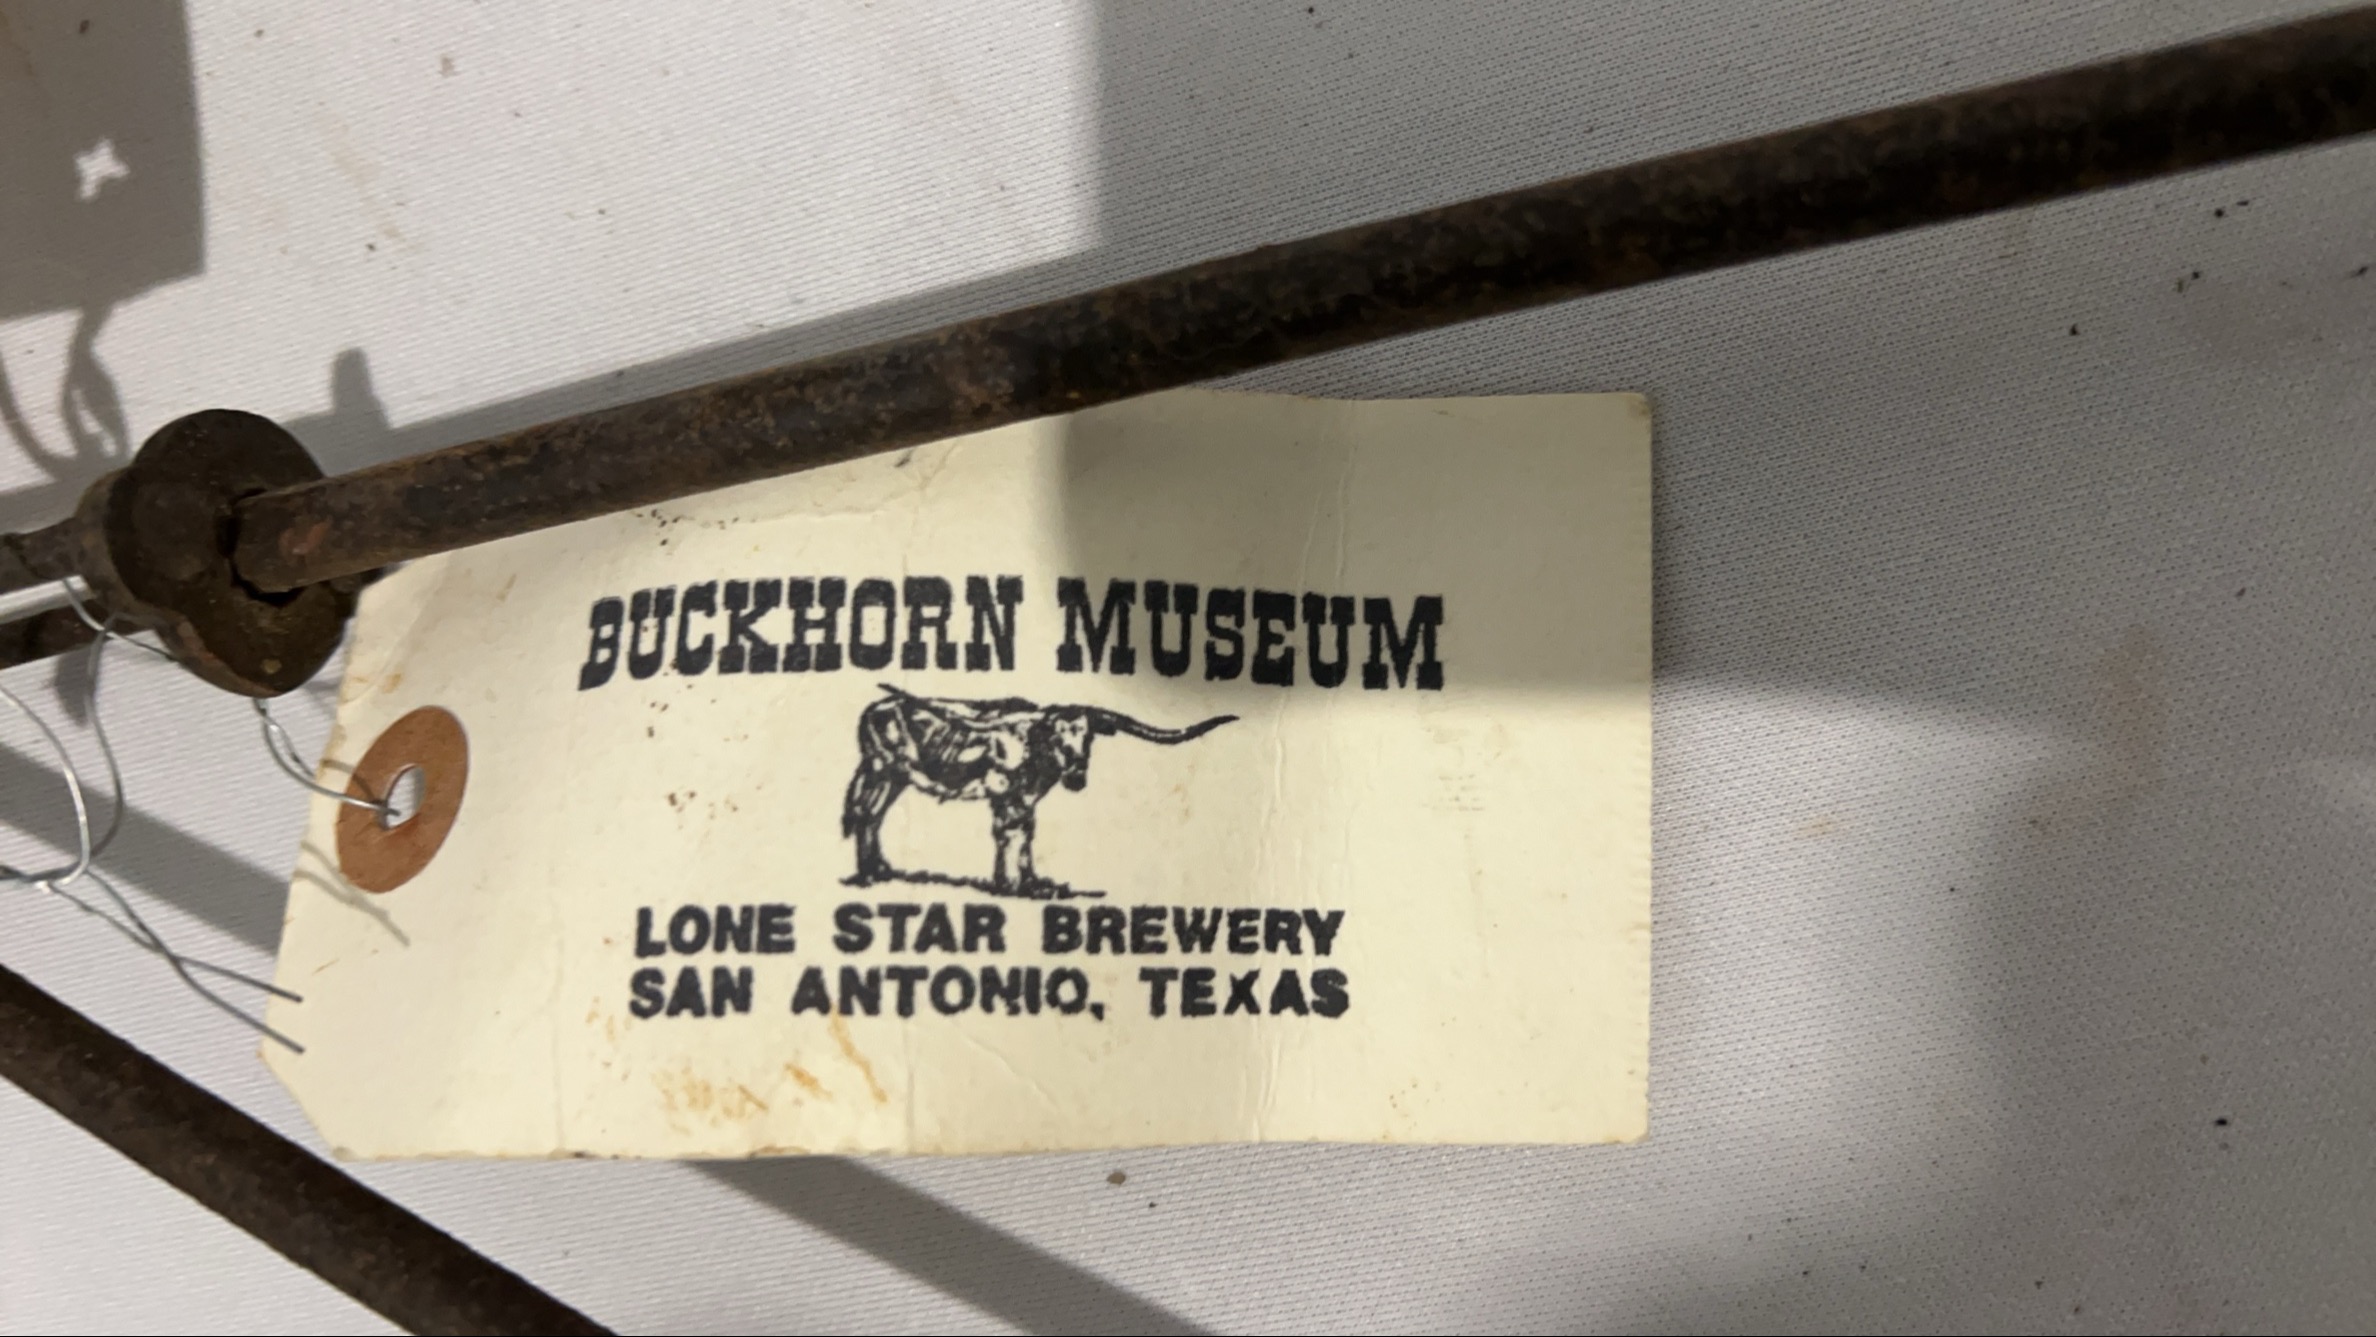 BUCKHORN MUSEUM
LONE STAR BREWERY
SAN ANTONIO, TEXAS